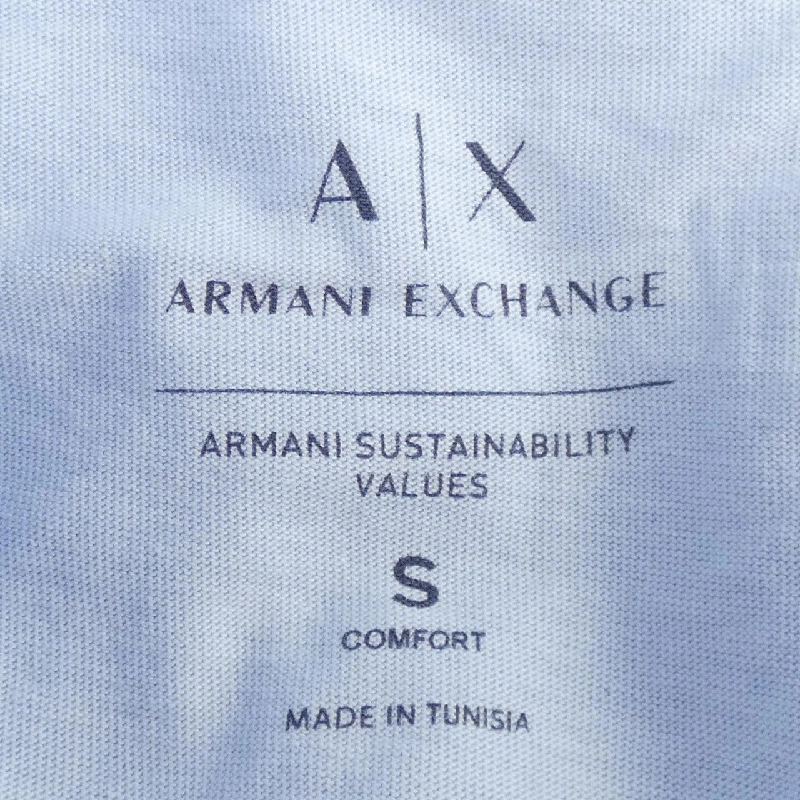 A|X
ARMANI EXCHANGE
ARMANI SUSTAINABILITY
VALUES
S
COMFORT
MADE IN TUNISIA